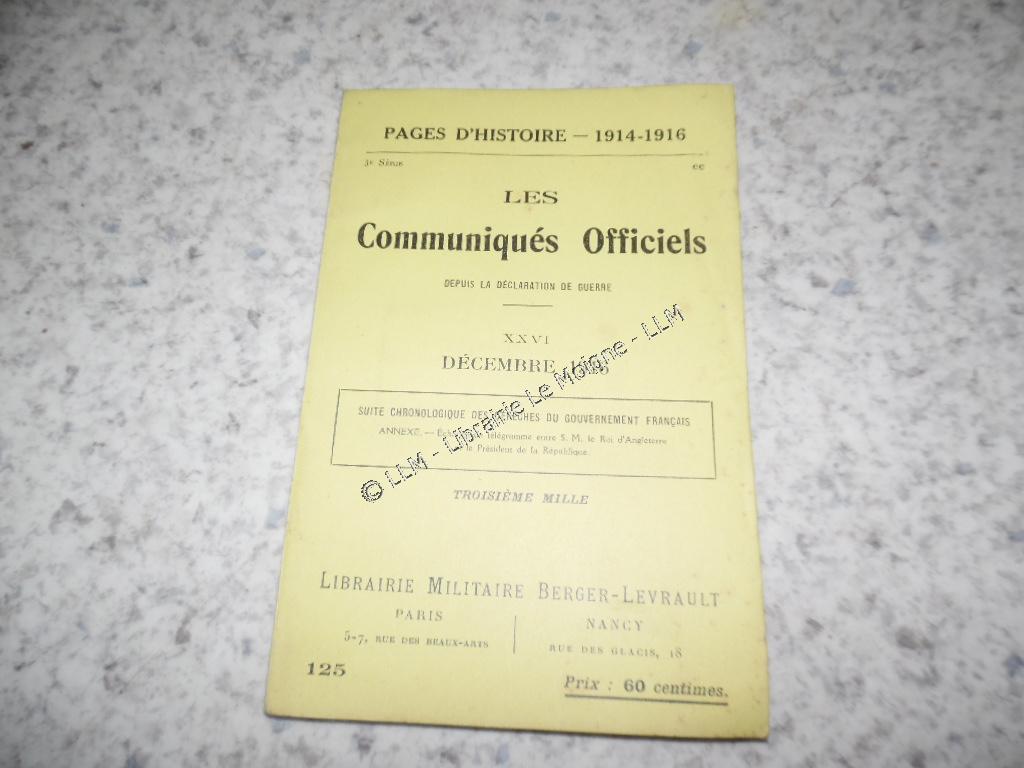 PAGES D'HISTOIRE — 1914-1916
3e Série
cc
LES
Communiqués Officiels
DEPUIS LA DÉCLARATION DE GUERRE
XXVI
DÉCEMBRE
SUITE CHRONOLOGIQUE DES DÉPÊCHES DU GOUVERNEMENT FRANÇAIS
ANNEXE. — télégramme entre S. M. le Roi d'Angleterre
le Président de la République.
© LLM - Librairie Le Moigne - LLM
TROISIÈME MILLE
LIBRAIRIE MILITAIRE BERGER-LEVRAULT
PARIS
5-7, RUE DES BEAUX-ARTS
NANCY
RUE DES GLACIS, 18
125
Prix : 60 centimes.